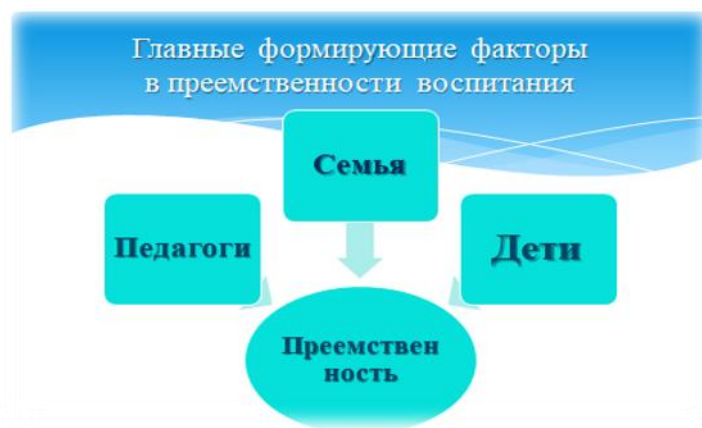 Главные формирующие факторы
в преемственности воспитания
Семья
Педагоги
Дети
Преемствен
ность